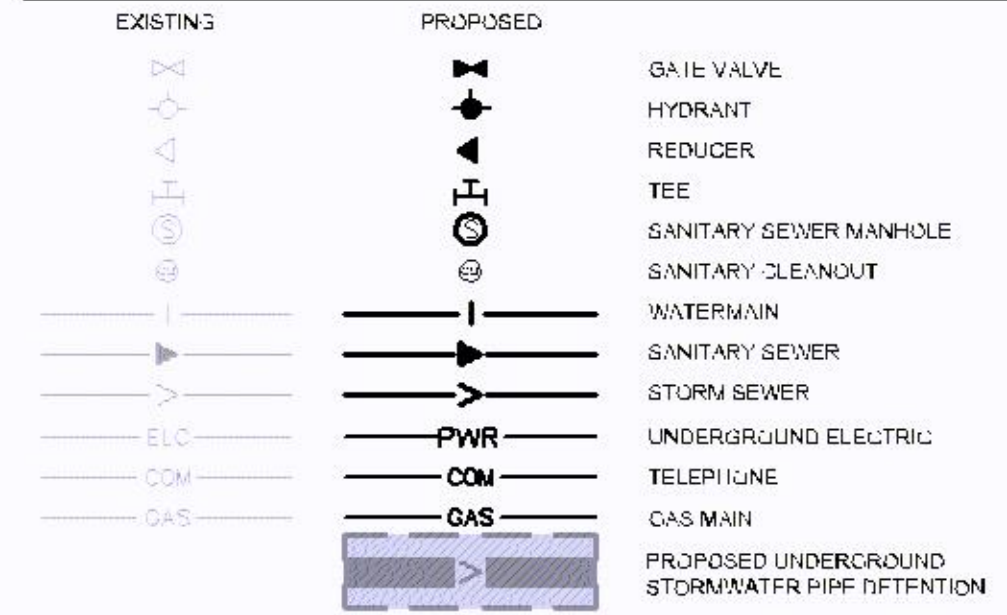 EXISTING PROPOSED
GATE VALVE
HYDRANT
REDUCER
TEE
S S SANITARY SEWER MANHOLE
SANITARY CLEANOUT
WATERMAIN
SANITARY SEWER
> > STORM SEWER
ELC PWR UNDERGROUND ELECTRIC
COM COM TELEPHONE
GAS GAS GAS MAIN
> PROPOSED UNDERGROUND
STORMWATER PIPE DETENTION